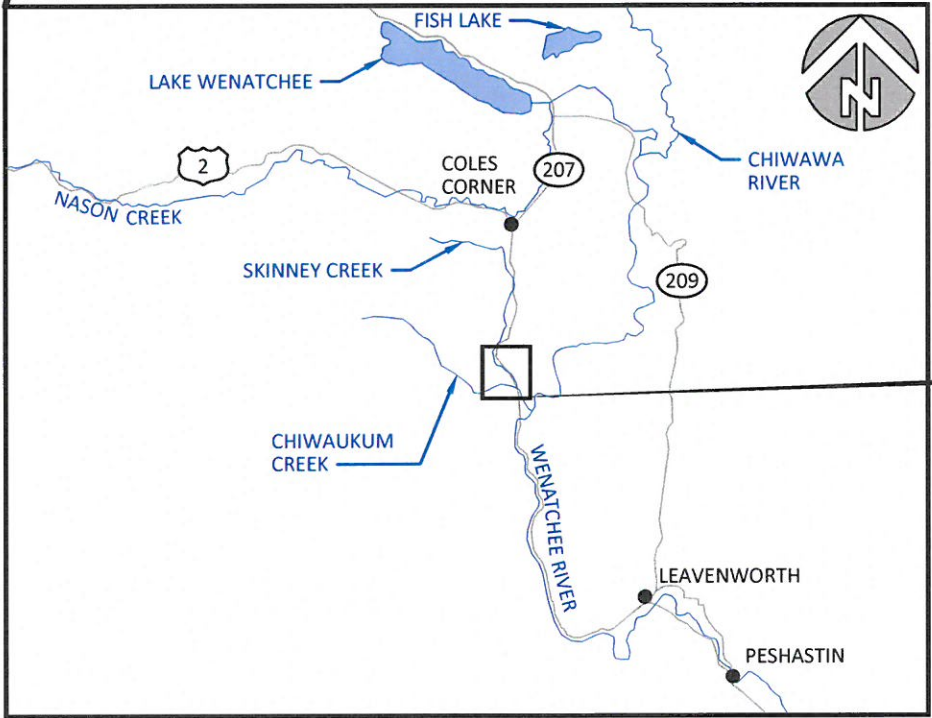 FISH LAKE
LAKE WENATCHEE
N
2
COLES
CORNER
207
CHIWAWA
RIVER
NASON CREEK
SKINNEY CREEK
209
CHIWAUKUM
CREEK
WENATCHEE RIVER
LEAVENWORTH
PESHASTIN